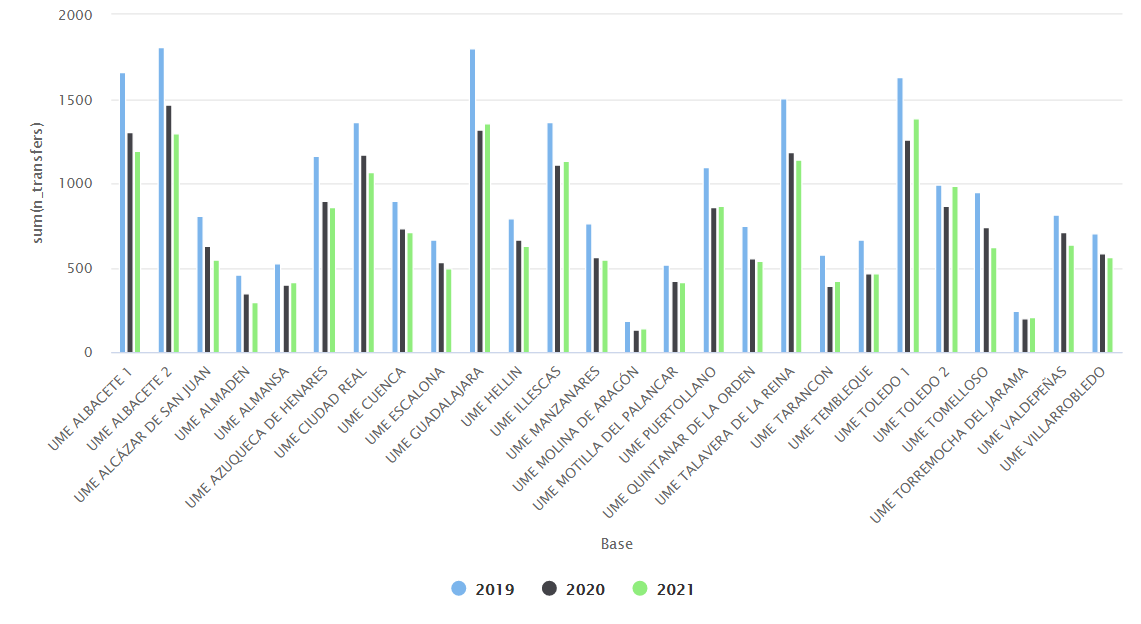 2000
1500
1000
500
0
sum(n_transfers)
UME ALBACETE 1
UME ALBACETE 2
UME ALCÁZAR DE SAN JUAN
UME ALMADEN
UME ALMANSA
UME AZUQUECA DE HENARES
UME CIUDAD REAL
UME CUENCA
UME ESCALONA
UME GUADALAJARA
UME HELLIN
UME ILLESCAS
UME MANZANARES
UME MOLINA DE ARAGÓN
UME MOTILLA DEL PALANCAR
UME PUERTOLLANO
UME QUINTANAR DE LA ORDEN
UME TALAVERA DE LA REINA
UME TARANCON
UME TEMBLEQUE
UME TOLEDO 1
UME TOLEDO 2
UME TOMELLOSO
UME TORREMOCHA DEL JARAMA
UME VALDEPEÑAS
UME VILLARROBLEDO
Base
2019 2020 2021